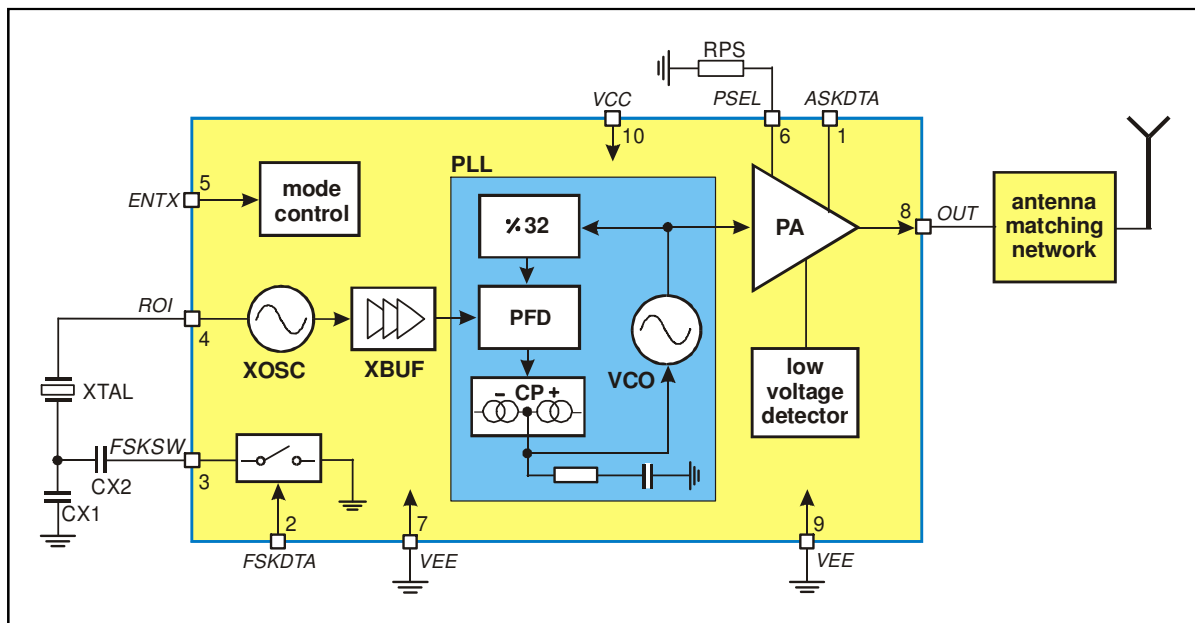 RPS
VCC
PSEL
ASKDTA
10
6
1
PLL
5
ENTX
mode
control
٪32
PA
8
OUT
antenna
matching
network
ROI
4
XOSC
XBUF
PFD
VCO
low
voltage
detector
XTAL
- CP +
FSKSW
3
CX2
CX1
2
FSKDTA
7
VEE
9
VEE